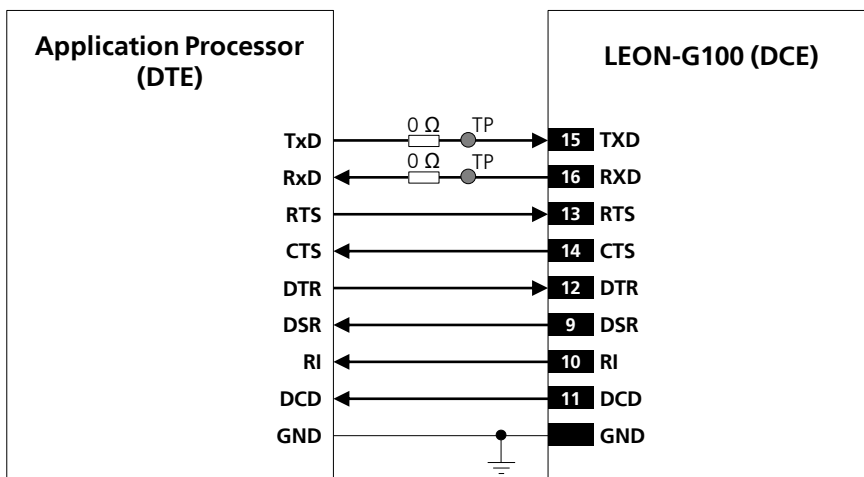 Application Processor
(DTE)
LEON-G100 (DCE)
TxD 0 Ω TP 15 TXD
RxD 0 Ω TP 16 RXD
RTS 13 RTS
CTS 14 CTS
DTR 12 DTR
DSR 9 DSR
RI 10 RI
DCD 11 DCD
GND GND